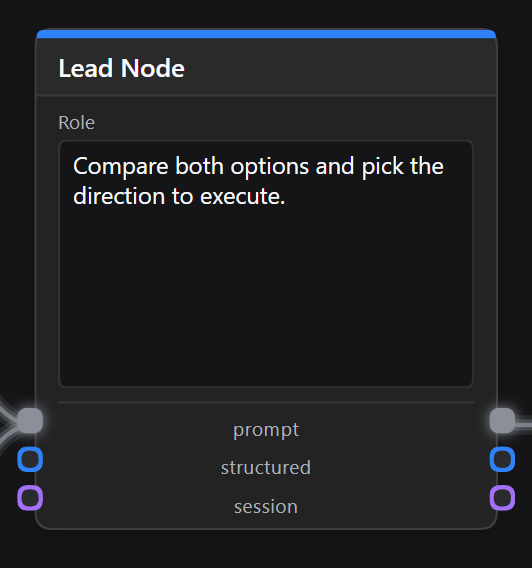 Lead Node
Role
Compare both options and pick the
direction to execute.
prompt
structured
session